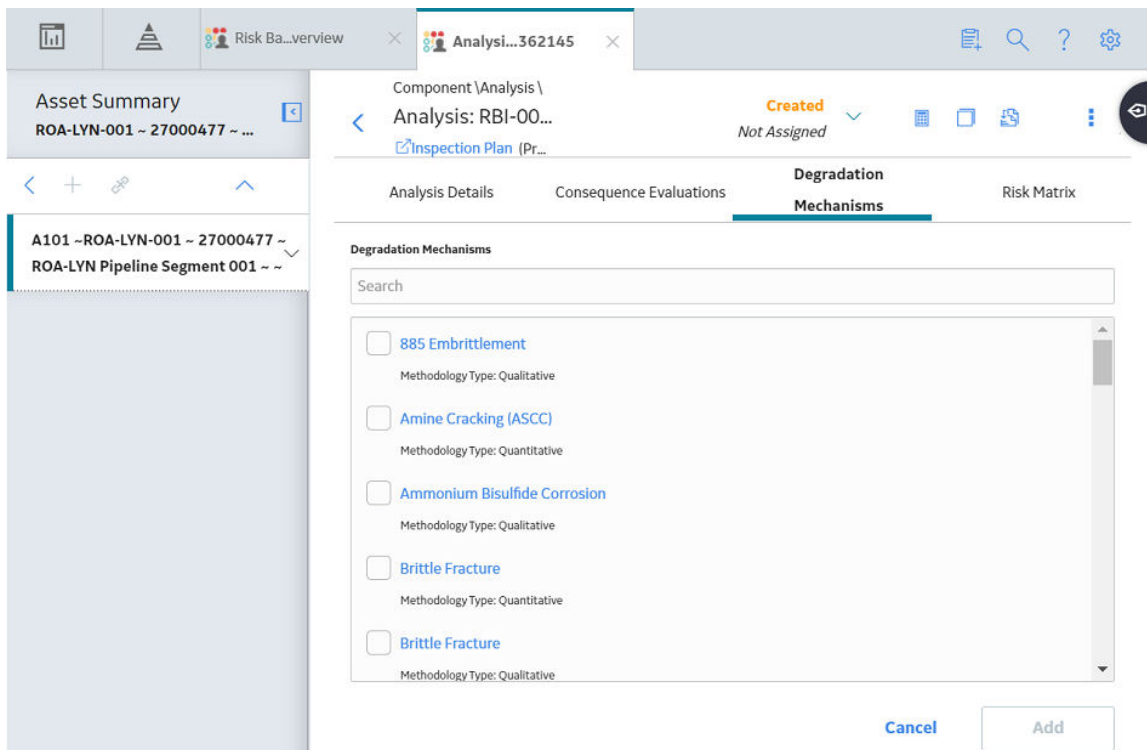 Risk Ba...verview
Analysi...362145
Asset Summary
ROA-LYN-001 ~ 27000477 ~ ...
A101 ~ROA-LYN-001 ~ 27000477 ~
ROA-LYN Pipeline Segment 001 ~ ~
Component \Analysis \
Analysis: RBI-00...
Inspection Plan (Pr...
Created
Not Assigned
Analysis Details
Consequence Evaluations
Degradation
Mechanisms
Risk Matrix
Degradation Mechanisms
Search
885 Embrittlement
Methodology Type: Qualitative
Amine Cracking (ASCC)
Methodology Type: Quantitative
Ammonium Bisulfide Corrosion
Methodology Type: Qualitative
Brittle Fracture
Methodology Type: Quantitative
Brittle Fracture
Methodology Type: Qualitative
Cancel
Add